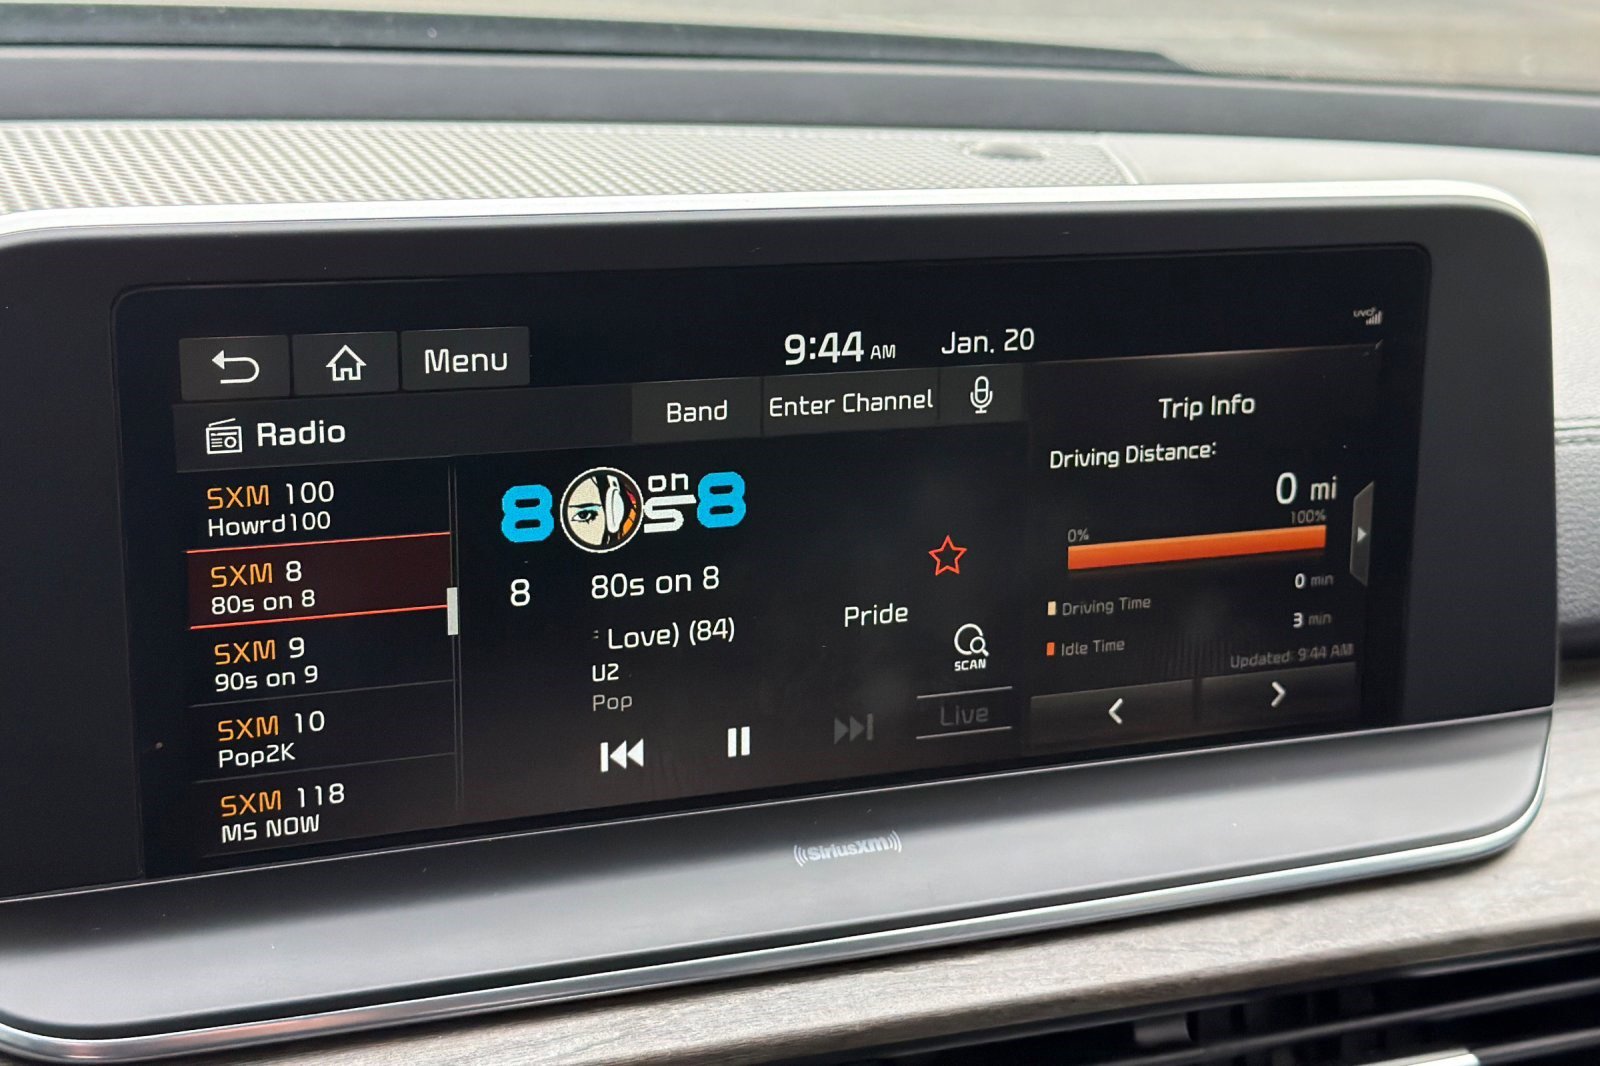 9:44 AM Jan. 20
UVO
Menu
Radio
Band
Enter Channel
SXM 100
Howrd100
SXM 8
80s on 8
SXM 9
90s on 9
SXM 10
Pop2K
SXM 118
MS NOW
80s on 8
8 80s on 8
: Love) (84) Pride
U2
Pop
SCAN
Live
Trip Info
Driving Distance:
0 mi
0% 100%
0 min
Driving Time
3 min
Idle Time
Updated: 9:44 AM
((SiriusXM))